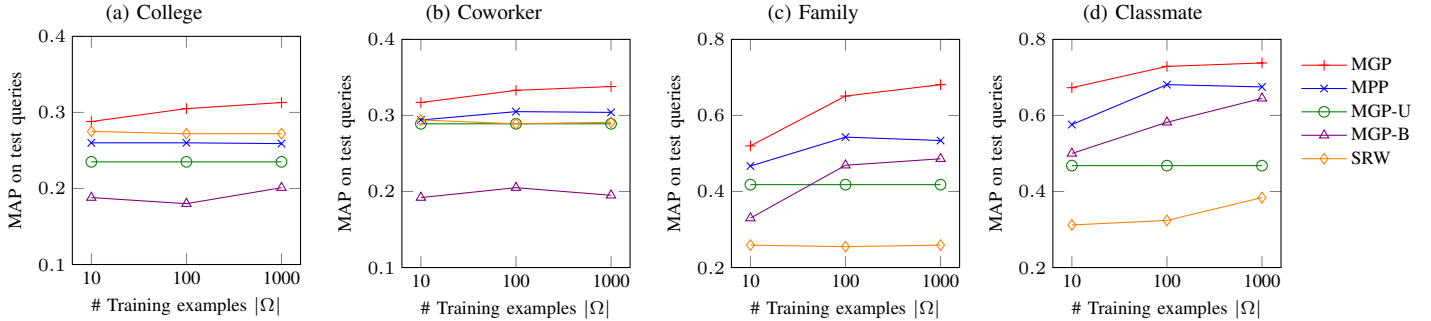 (a) College
MAP on test queries
0.4
0.3
0.2
0.1
10
100
1000
# Training examples |Ω|
(b) Coworker
MAP on test queries
0.4
0.3
0.2
0.1
10
100
1000
# Training examples |Ω|
(c) Family
MAP on test queries
0.8
0.6
0.4
0.2
10
100
1000
# Training examples |Ω|
(d) Classmate
MAP on test queries
0.8
0.6
0.4
0.2
10
100
1000
# Training examples |Ω|
MGP
MPP
MGP-U
MGP-B
SRW